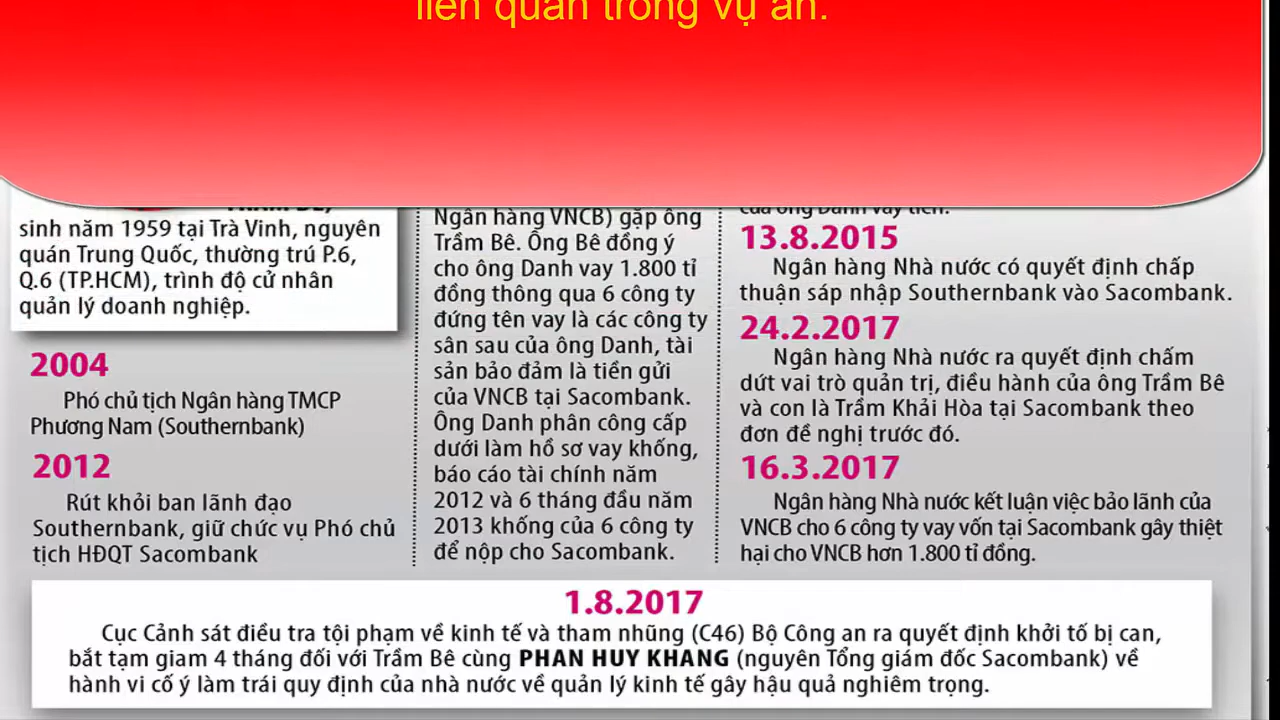 liên quan trong vụ án.
TRẦM BÊ,
sinh năm 1959 tại Trà Vinh, nguyên
quán Trung Quốc, thường trú P.6,
Q.6 (TP.HCM), trình độ cử nhân
quản lý doanh nghiệp.
2004
Phó chủ tịch Ngân hàng TMCP
Phương Nam (Southernbank)
2012
Rút khỏi ban lãnh đạo
Southernbank, giữ chức vụ Phó chủ
tịch HĐQT Sacombank
Ngân hàng VNCB) gặp ông
Trầm Bê. Ông Bê đồng ý
cho ông Danh vay 1.800 tỉ
đồng thông qua 6 công ty
đứng tên vay là các công ty
sân sau của ông Danh, tài
sản bảo đảm là tiền gửi
của VNCB tại Sacombank.
Ông Danh phân công cấp
dưới làm hồ sơ vay khống,
báo cáo tài chính năm
2012 và 6 tháng đầu năm
2013 khống của 6 công ty
để nộp cho Sacombank.
của ông Danh vay tiền.
13.8.2015
Ngân hàng Nhà nước có quyết định chấp
thuận sáp nhập Southernbank vào Sacombank.
24.2.2017
Ngân hàng Nhà nước ra quyết định chấm
dứt vai trò quản trị, điều hành của ông Trầm Bê
và con là Trầm Khải Hòa tại Sacombank theo
đơn đề nghị trước đó.
16.3.2017
Ngân hàng Nhà nước kết luận việc bảo lãnh của
VNCB cho 6 công ty vay vốn tại Sacombank gây thiệt
hại cho VNCB hơn 1.800 tỉ đồng.
1.8.2017
Cục Cảnh sát điều tra tội phạm về kinh tế và tham nhũng (C46) Bộ Công an ra quyết định khởi tố bị can,
bắt tạm giam 4 tháng đối với Trầm Bê cùng PHAN HUY KHANG (nguyên Tổng giám đốc Sacombank) về
hành vi cố ý làm trái quy định của nhà nước về quản lý kinh tế gây hậu quả nghiêm trọng.